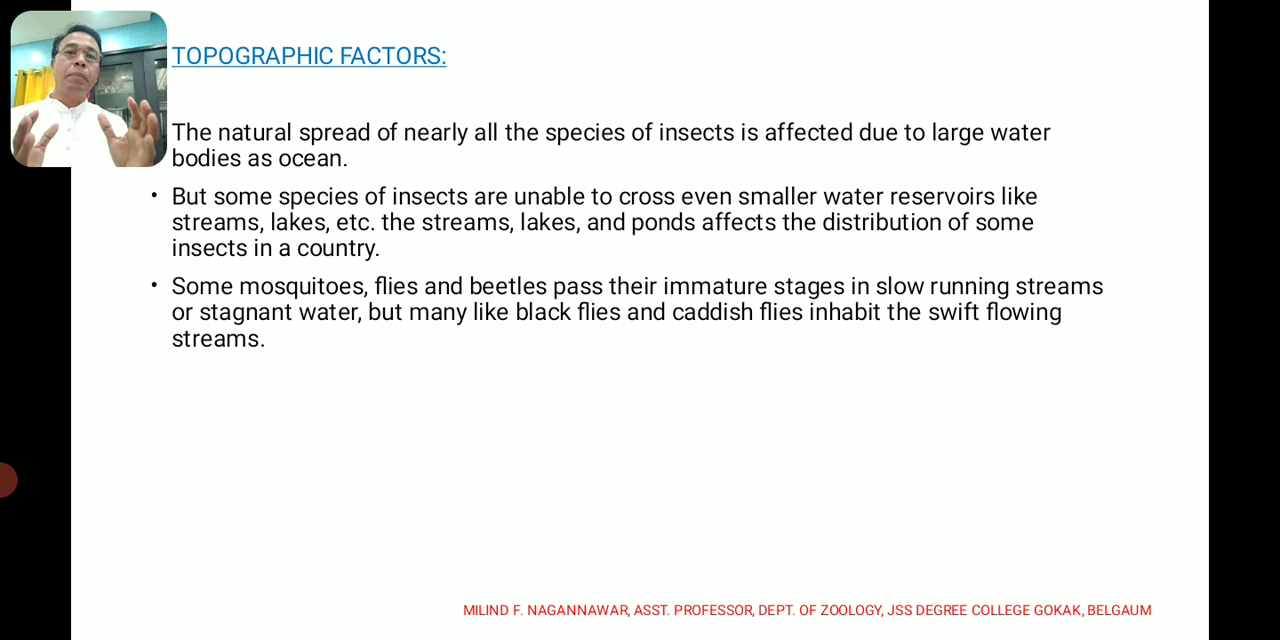 TOPOGRAPHIC FACTORS:
The natural spread of nearly all the species of insects is affected due to large water
bodies as ocean.
• But some species of insects are unable to cross even smaller water reservoirs like
streams, lakes, etc. the streams, lakes, and ponds affects the distribution of some
insects in a country.
• Some mosquitoes, flies and beetles pass their immature stages in slow running streams
or stagnant water, but many like black flies and caddish flies inhabit the swift flowing
streams.
MILIND F. NAGANNAWAR, ASST. PROFESSOR, DEPT. OF ZOOLOGY, JSS DEGREE COLLEGE GOKAK, BELGAUM